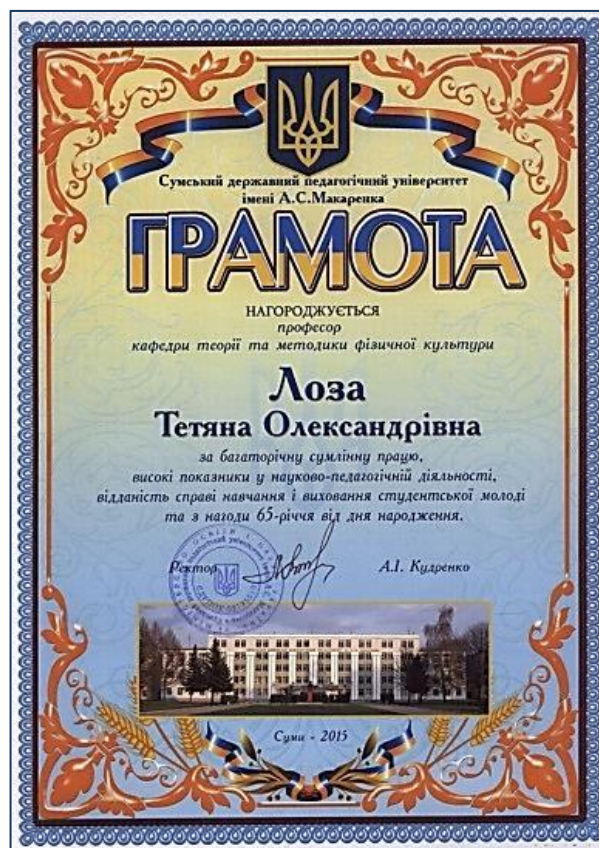 Сумський державний педагогічний університет
імені А.С.Макаренка
ГРАМОТА
НАГОРОДЖУЄТЬСЯ
професор
кафедри теорії та методики фізичної культури
Лоза
Тетяна Олександрівна
за багаторічну сумлінну працю,
високі показники у науково-педагогічній діяльності,
відданість справі навчання і виховання студентської молоді
та з нагоди 65-річчя від дня народження.
Ректор А.І. Кудренко
Суми - 2015